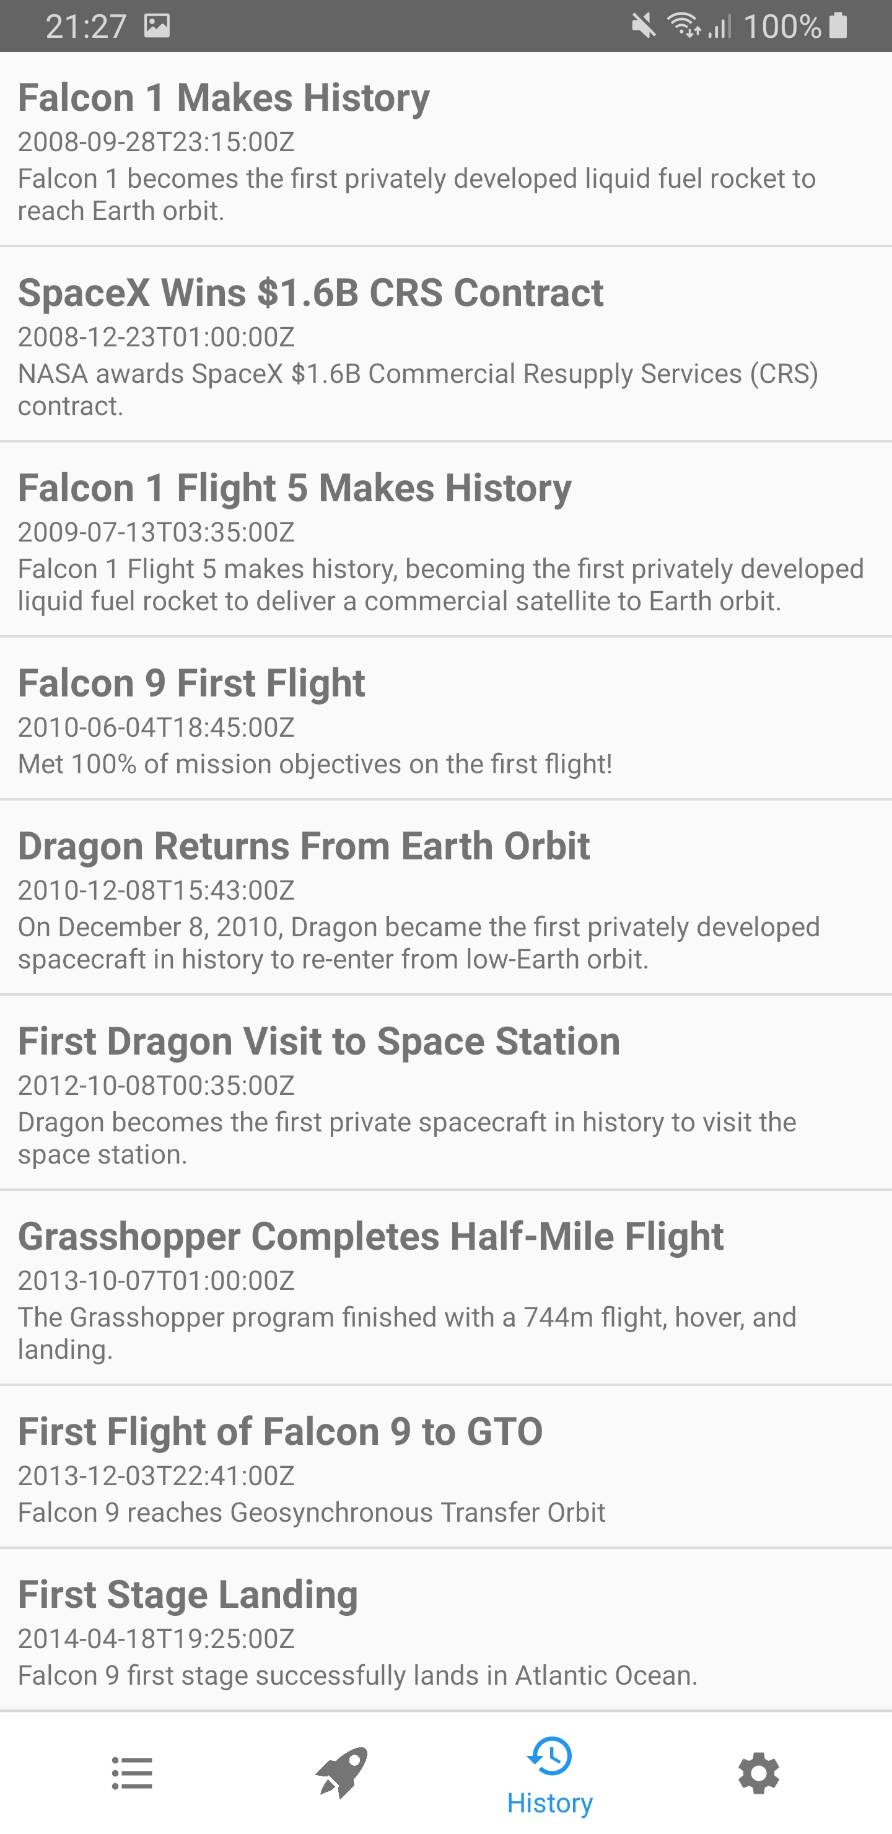 21:27
100%
Falcon 1 Makes History
2008-09-28T23:15:00Z
Falcon 1 becomes the first privately developed liquid fuel rocket to
reach Earth orbit.
SpaceX Wins $1.6B CRS Contract
2008-12-23T01:00:00Z
NASA awards SpaceX $1.6B Commercial Resupply Services (CRS)
contract.
Falcon 1 Flight 5 Makes History
2009-07-13T03:35:00Z
Falcon 1 Flight 5 makes history, becoming the first privately developed
liquid fuel rocket to deliver a commercial satellite to Earth orbit.
Falcon 9 First Flight
2010-06-04T18:45:00Z
Met 100% of mission objectives on the first flight!
Dragon Returns From Earth Orbit
2010-12-08T15:43:00Z
On December 8, 2010, Dragon became the first privately developed
spacecraft in history to re-enter from low-Earth orbit.
First Dragon Visit to Space Station
2012-10-08T00:35:00Z
Dragon becomes the first private spacecraft in history to visit the
space station.
Grasshopper Completes Half-Mile Flight
2013-10-07T01:00:00Z
The Grasshopper program finished with a 744m flight, hover, and
landing.
First Flight of Falcon 9 to GTO
2013-12-03T22:41:00Z
Falcon 9 reaches Geosynchronous Transfer Orbit
First Stage Landing
2014-04-18T19:25:00Z
Falcon 9 first stage successfully lands in Atlantic Ocean.
History